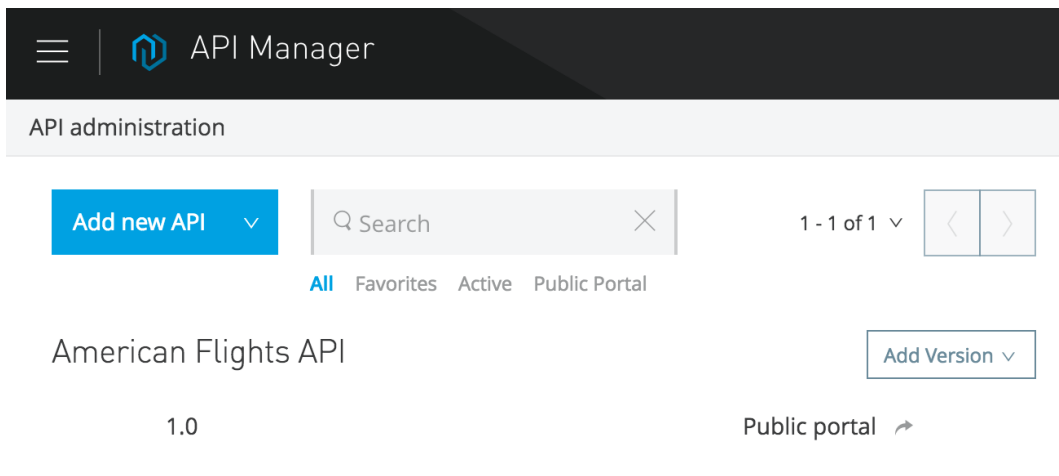 API Manager
API administration
Add new API
Search
1 - 1 of 1
All Favorites Active Public Portal
American Flights API
Add Version
1.0
Public portal